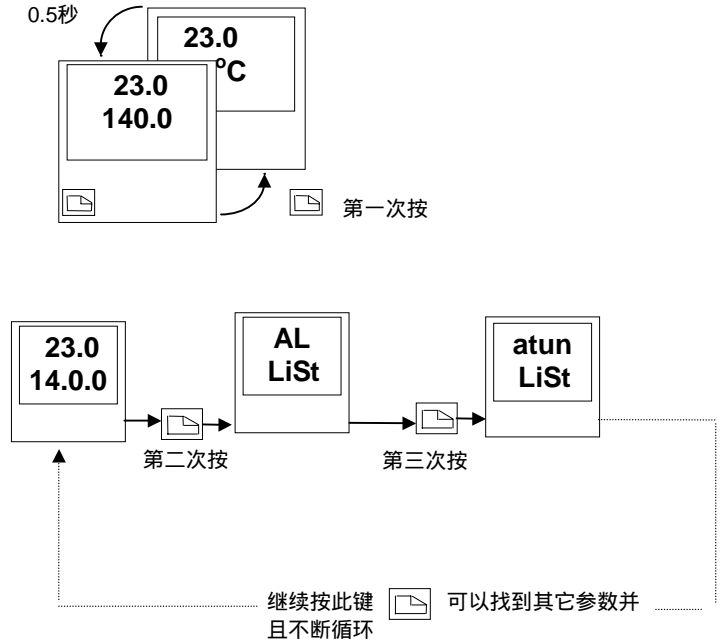 0.5秒
23.0
°C
23.0
140.0
第一次按
23.0
14.0.0
AL
LiSt
atun
LiSt
第二次按
第三次按
继续按此键 可以找到其它参数并
且不断循环